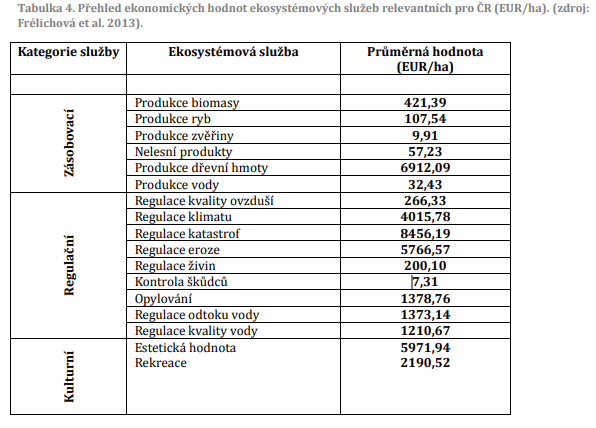 Tabulka 4. Přehled ekonomických hodnot ekosystémových služeb relevantních pro ČR (EUR/ha). (zdroj:
Frélichová et al. 2013).
Kategorie služby Ekosystémová služba Průměrná hodnota
(EUR/ha)
Zásobovací
Produkce biomasy 421,39
Produkce ryb 107,54
Produkce zvěřiny 9,91
Nelesní produkty 57,23
Produkce dřevní hmoty 6912,09
Produkce vody 32,43
Regulační
Regulace kvality ovzduší 266,33
Regulace klimatu 4015,78
Regulace katastrof 8456,19
Regulace eroze 5766,57
Regulace živin 200,10
Kontrola škůdců 7,31
Opylování 1378,76
Regulace odtoku vody 1373,14
Regulace kvality vody 1210,67
Kulturní
Estetická hodnota 5971,94
Rekreace 2190,52